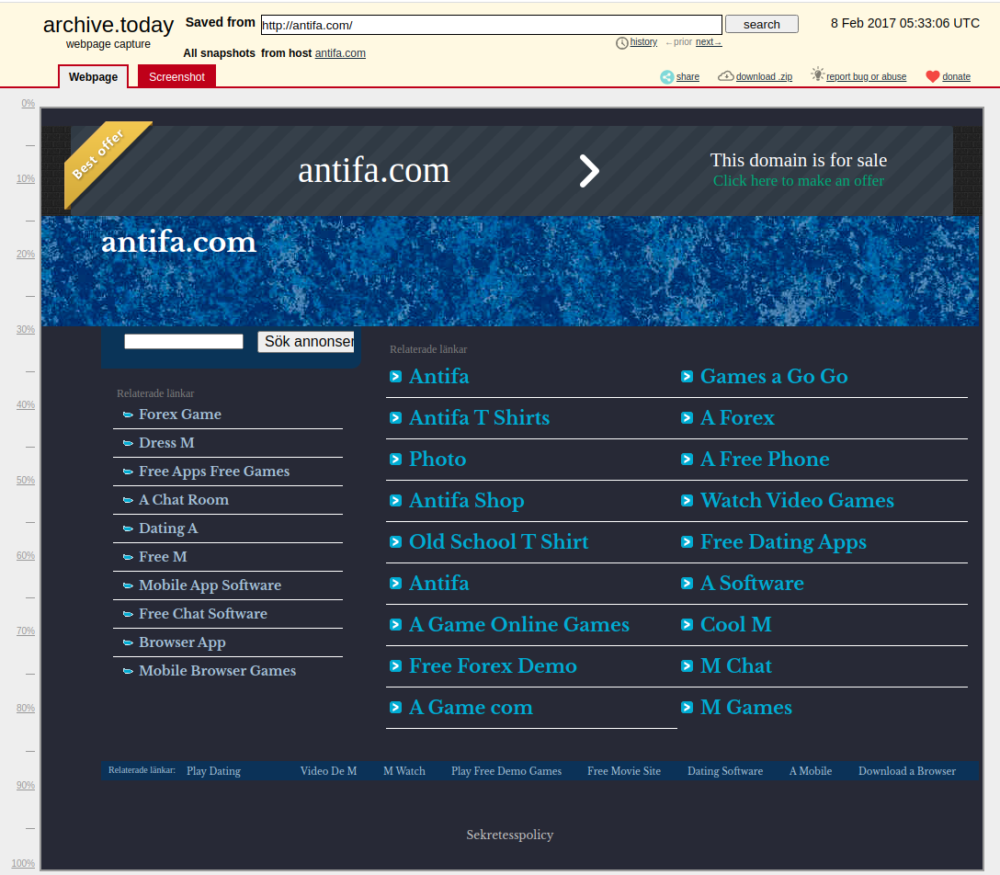 archive.today
webpage capture
Saved from http://antifa.com/ search 8 Feb 2017 05:33:06 UTC
history ←prior next→
All snapshots from host antifa.com
Webpage Screenshot
share download .zip report bug or abuse donate
0%
10%
20%
30%
40%
50%
60%
70%
80%
90%
100%
Best offer
antifa.com
This domain is for sale
Click here to make an offer
antifa.com
Sök annonser
Relaterade länkar
Forex Game
Dress M
Free Apps Free Games
A Chat Room
Dating A
Free M
Mobile App Software
Free Chat Software
Browser App
Mobile Browser Games
Relaterade länkar
Antifa
Antifa T Shirts
Photo
Antifa Shop
Old School T Shirt
Antifa
A Game Online Games
Free Forex Demo
A Game com
Games a Go Go
A Forex
A Free Phone
Watch Video Games
Free Dating Apps
A Software
Cool M
M Chat
M Games
Relaterade länkar: Play Dating Video De M M Watch Play Free Demo Games Free Movie Site Dating Software A Mobile Download a Browser
Sekretesspolicy